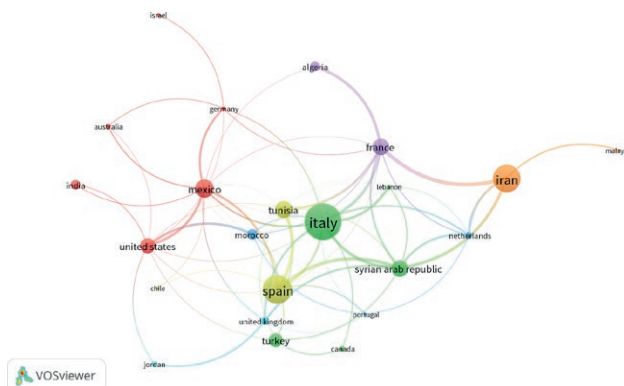 israel
algeria
germany
australia
france
malay
iran
india
mexico
lebanon
tunisia
italy
morocco
netherlands
united states
syrian arab republic
chile
spain
portugal
united kingdom
turkey
canada
jordan
VOSviewer